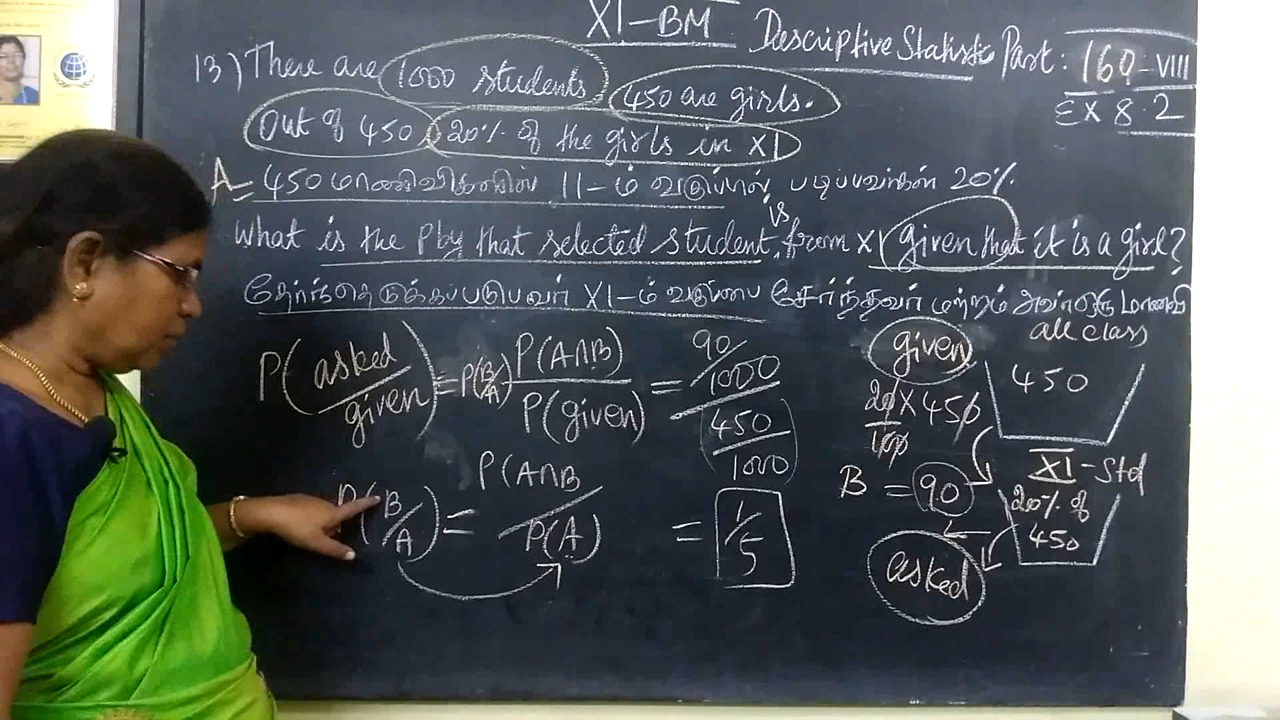 XI-BM Descriptive Statistic Part: 160-VIII
EX 8.2
13) There are 1000 students 450 are girls.
Out of 450, 20% of the girls in XI
A 450 மாணவிகளில் 11-ம் வகுப்பில் படிப்பவர்கள் 20%.
What is the Pby that selected student is from XI given that it is a girl?
தேர்ந்தெடுக்கப்படுபவர் XI-ம் வகுப்பை சேர்ந்தவர் மற்றும் அவர் ஒரு மாணவி
P(asked/given) = P(B/A) P(A∩B)/P(given) = 90/1000 / (450/1000)
P(B/A) = P(A∩B / P(A) = 1/5
given
all class
450
20/100 X 450
B = 90
XI-Std
20% of
450
asked